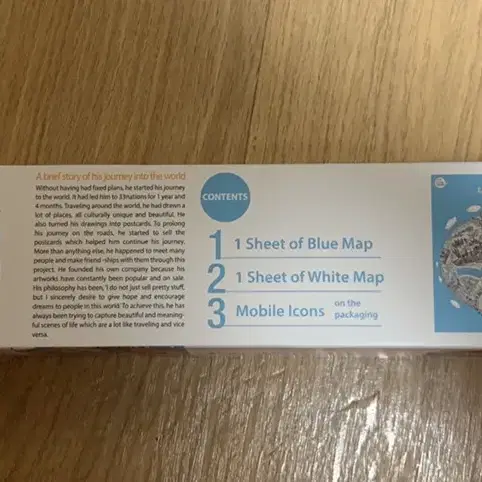 A brief story of his journey into the world
Without having had fixed plans, he started his journey
to the world. It had led him to 33nations for 1 year and
4 months. Traveling around the world, he had drawn a
lot of places, all culturally unique and beautiful. He
also turned his drawings into postcards. To prolong
his journey on the roads, he started to sell the
postcards which helped him continue his journey.
More than anything else, he happened to meet many
people and make friend -ships with them through this
project. He founded his own company because his
artworks have constantly been popular and on sale.
His philosophy has been, 'I do not just sell pretty stuff,
but I sincerely desire to give hope and encourage
dreams to people in this world.' To achieve this, he has
always been trying to capture beautiful and meaning-
ful scenes of life which are a lot like traveling and vice
versa.
CONTENTS
1 1 Sheet of Blue Map
2 1 Sheet of White Map
3 Mobile Icons on the
packaging